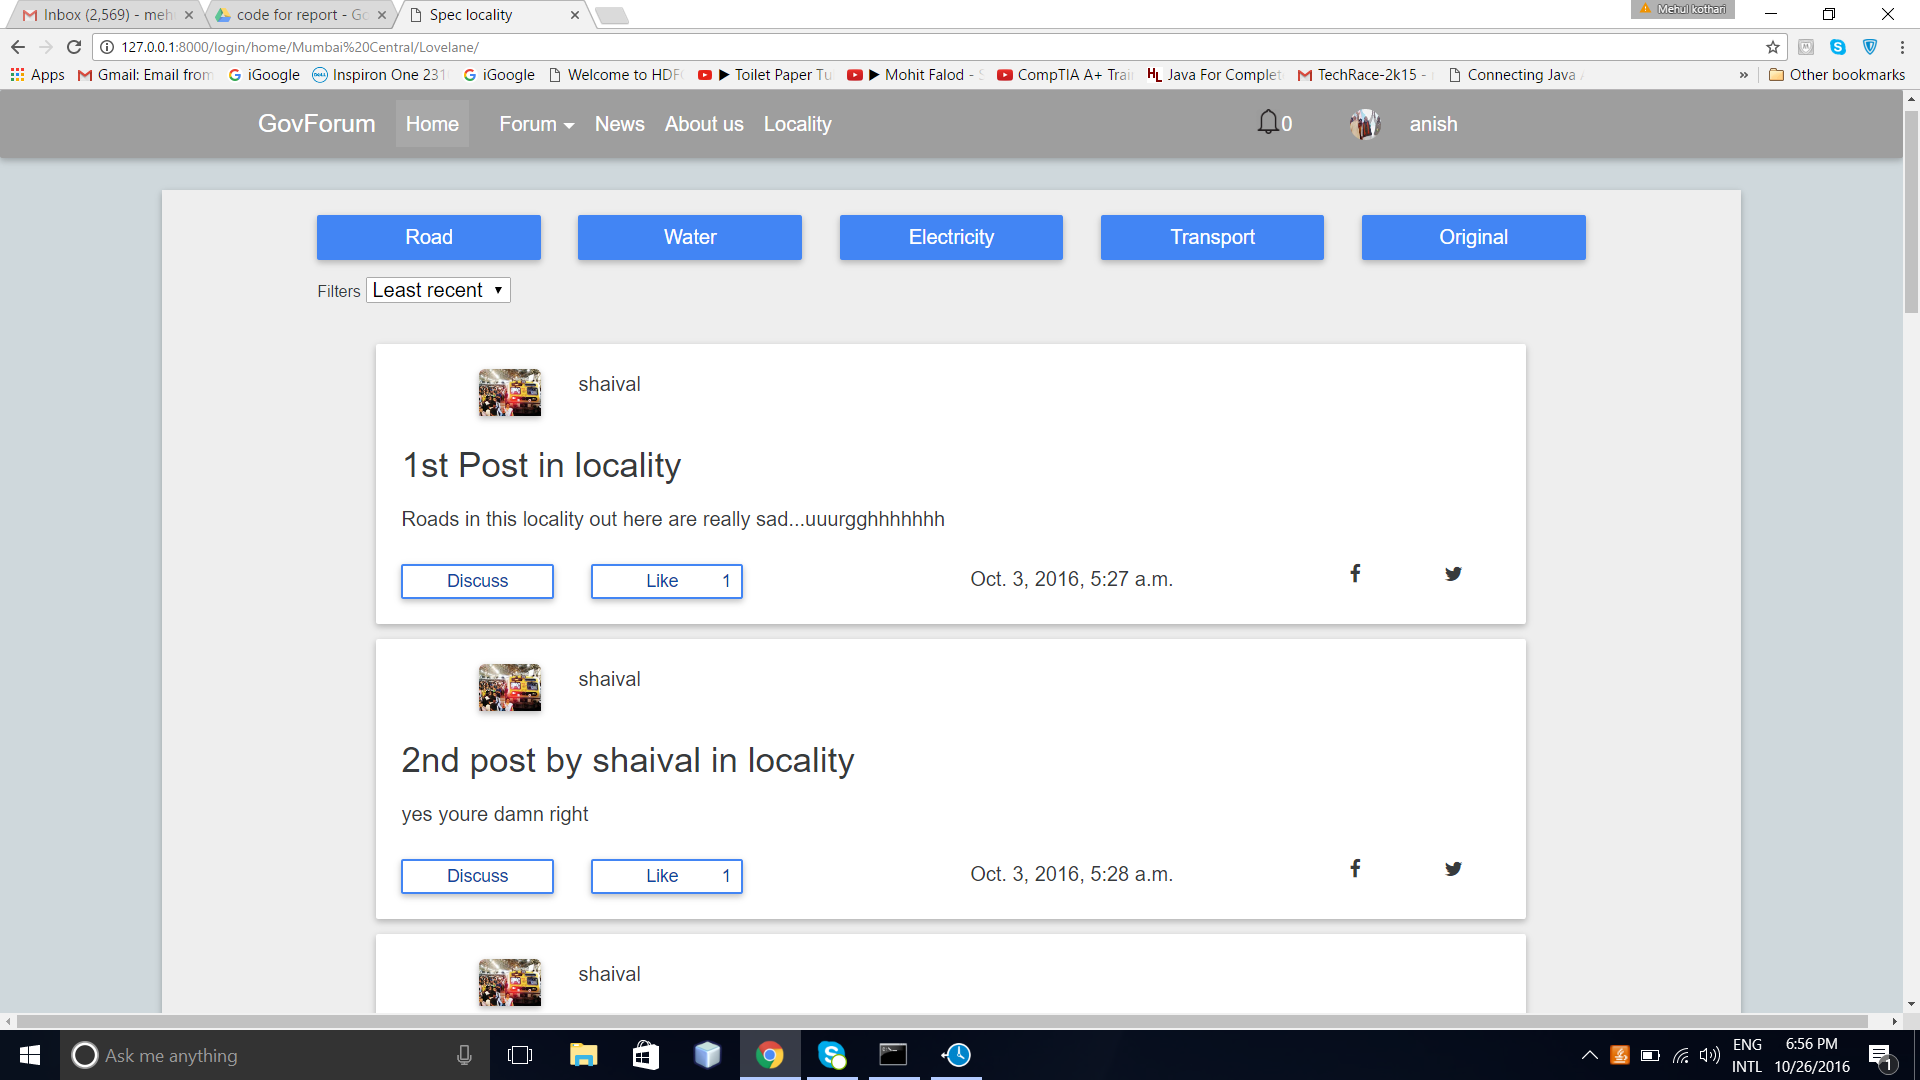 Inbox (2,569) - meh
code for report - Go
Spec locality
Mehul kothari
127.0.0.1:8000/login/home/Mumbai%20Central/Lovelane/
Apps
Gmail: Email from
iGoogle
Inspiron One 231
iGoogle
Welcome to HDF
▶ Toilet Paper Tu
▶ Mohit Falod - S
CompTIA A+ Trai
Java For Complet
TechRace-2k15 -
Connecting Java
»
Other bookmarks
GovForum
Home
Forum
News
About us
Locality
0
anish
Road
Water
Electricity
Transport
Original
Filters Least recent
shaival
1st Post in locality
Roads in this locality out here are really sad...uuurgghhhhhhh
Discuss
Like 1
Oct. 3, 2016, 5:27 a.m.
shaival
2nd post by shaival in locality
yes youre damn right
Discuss
Like 1
Oct. 3, 2016, 5:28 a.m.
shaival
Ask me anything
ENG
INTL
6:56 PM
10/26/2016
1